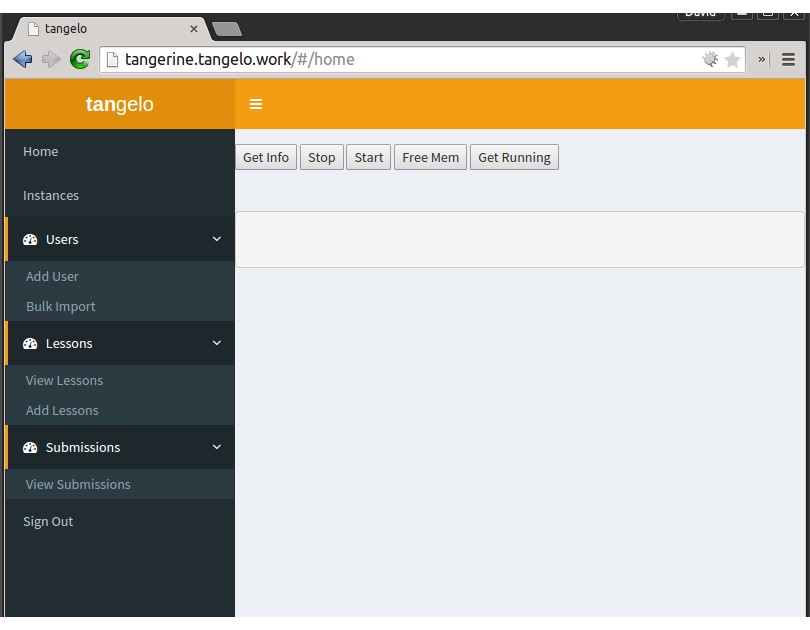 David
tangelo
tangerine.tangelo.work/#/home
»
tangelo
Get Info Stop Start Free Mem Get Running
Home
Instances
Users
Add User
Bulk Import
Lessons
View Lessons
Add Lessons
Submissions
View Submissions
Sign Out